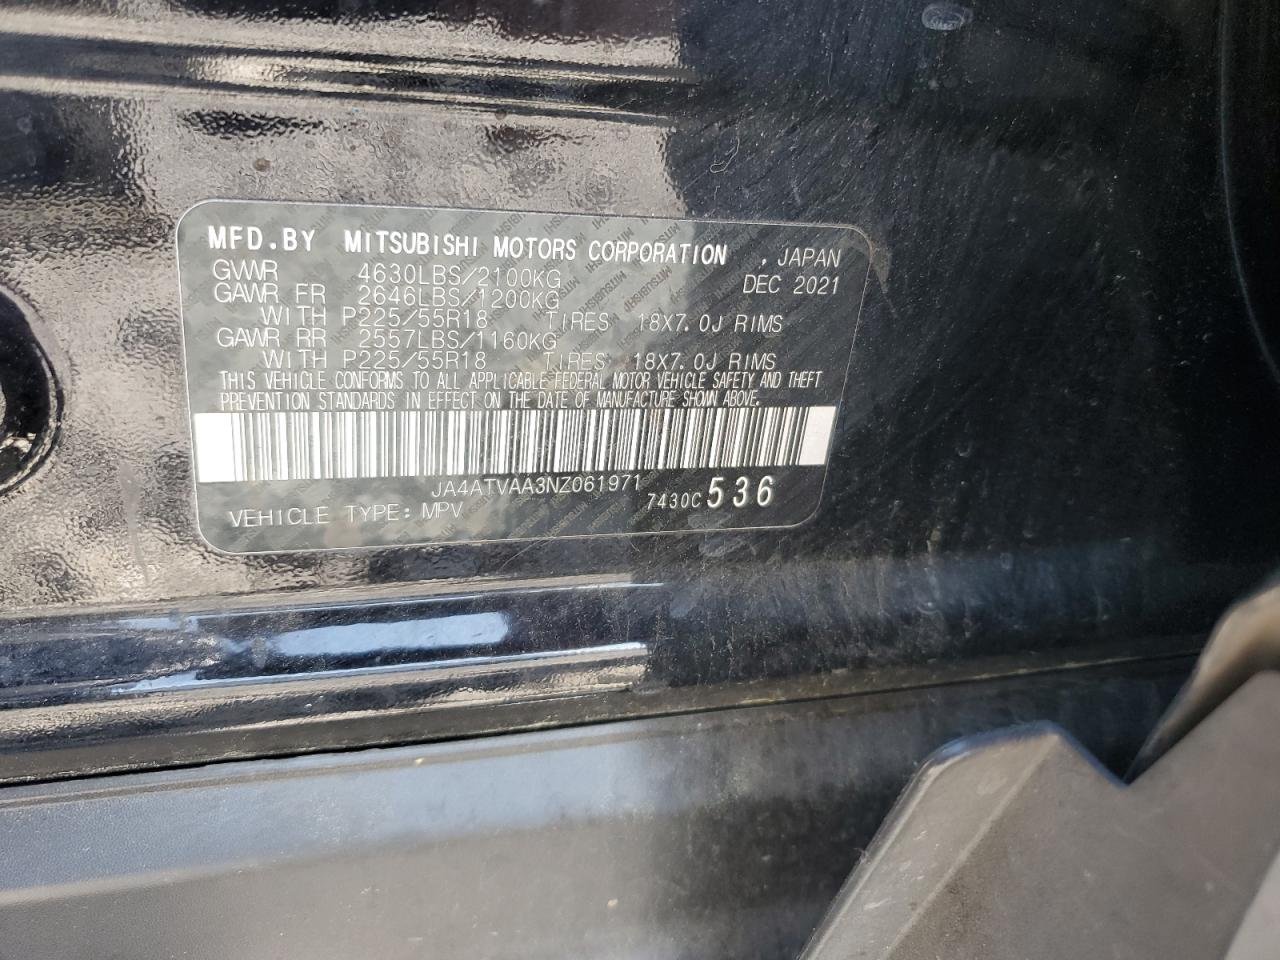 MFD.BY MITSUBISHI MOTORS CORPORATION , JAPAN
GVWR 4630LBS/2100KG DEC 2021
GAWR FR 2646LBS/1200KG
WITH P225/55R18 TIRES, 18X7.0J RIMS
GAWR RR 2557LBS/1160KG
WITH P225/55R18 TIRES, 18X7.0J RIMS
THIS VEHICLE CONFORMS TO ALL APPLICABLE FEDERAL MOTOR VEHICLE SAFETY AND THEFT
PREVENTION STANDARDS IN EFFECT ON THE DATE OF MANUFACTURE SHOWN ABOVE.
JA4ATVAA3NZ061971
VEHICLE TYPE: MPV 7430C 536